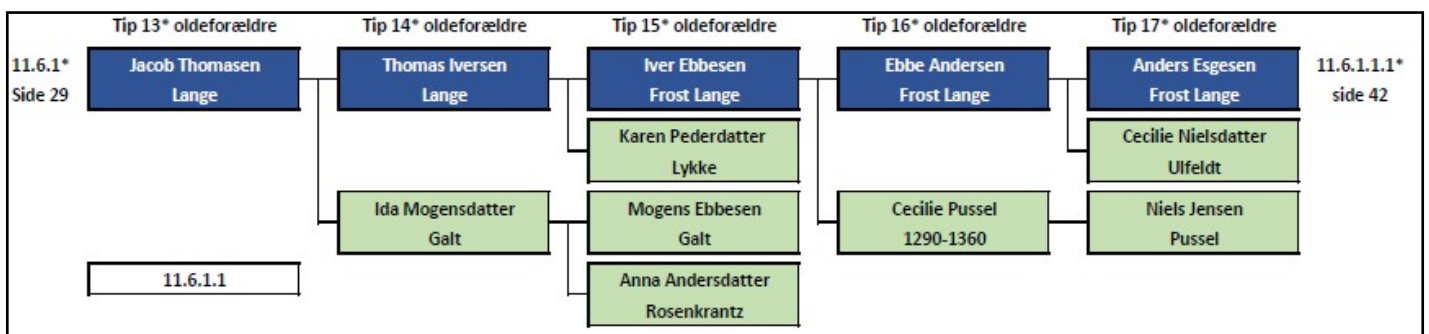 Tip 13* oldeforældre Tip 14* oldeforældre Tip 15* oldeforældre Tip 16* oldeforældre Tip 17* oldeforældre
11.6.1* Jacob Thomasen Thomas Iversen Iver Ebbesen Ebbe Andersen Anders Esgesen 11.6.1.1.1*
Side 29 Lange Lange Frost Lange Frost Lange Frost Lange side 42
Karen Pederdatter Cecilie Nielsdatter
Lykke Ulfeldt
Ida Mogensdatter Mogens Ebbesen Cecilie Pussel Niels Jensen
Galt Galt 1290-1360 Pussel
11.6.1.1 Anna Andersdatter
Rosenkrantz